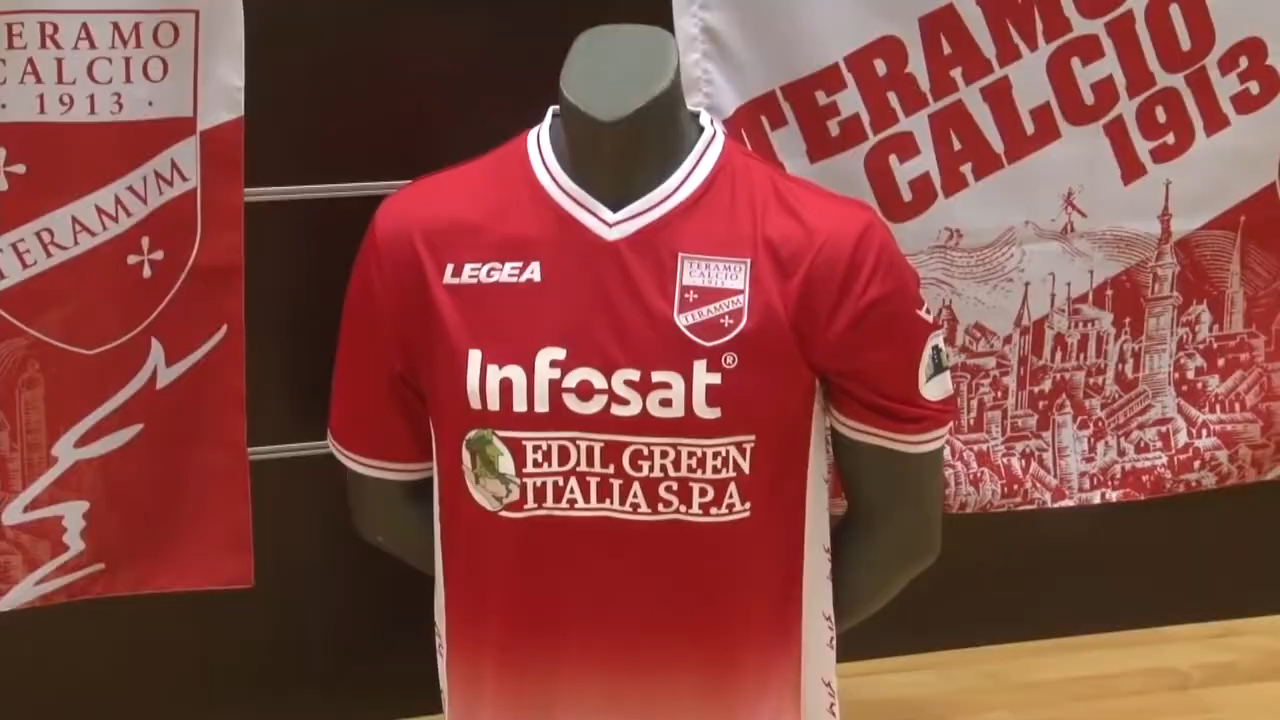 TERAMO
CALCIO
· 1913 ·
TERAMVM
TERAMO
CALCIO
1913
LEGEA
TERAMO
CALCIO
· 1913 ·
TERAMVM
Infosat®
EDIL GREEN
ITALIA S.P.A.